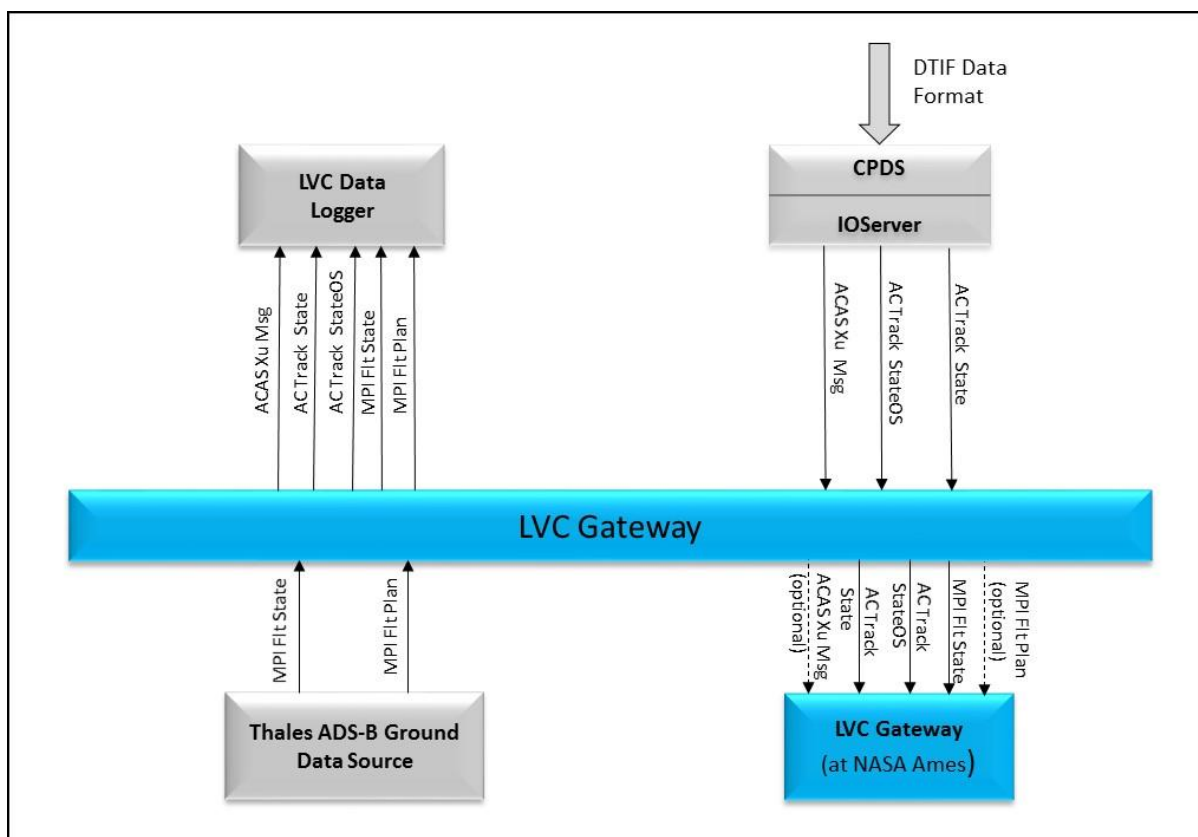 DTIF Data
Format
LVC Data
Logger
CPDS
IOServer
ACAS Xu Msg
ACTrack State
ACTrack StateOS
MPI Flt State
MPI Flt Plan
ACAS Xu Msg
ACTrack StateOS
ACTrack State
LVC Gateway
MPI Flt State
MPI Flt Plan
ACAS Xu Msg
(optional)
ACTrack
State
ACTrack
StateOS
MPI Flt State
MPI Flt Plan
(optional)
Thales ADS-B Ground
Data Source
LVC Gateway
(at NASA Ames)